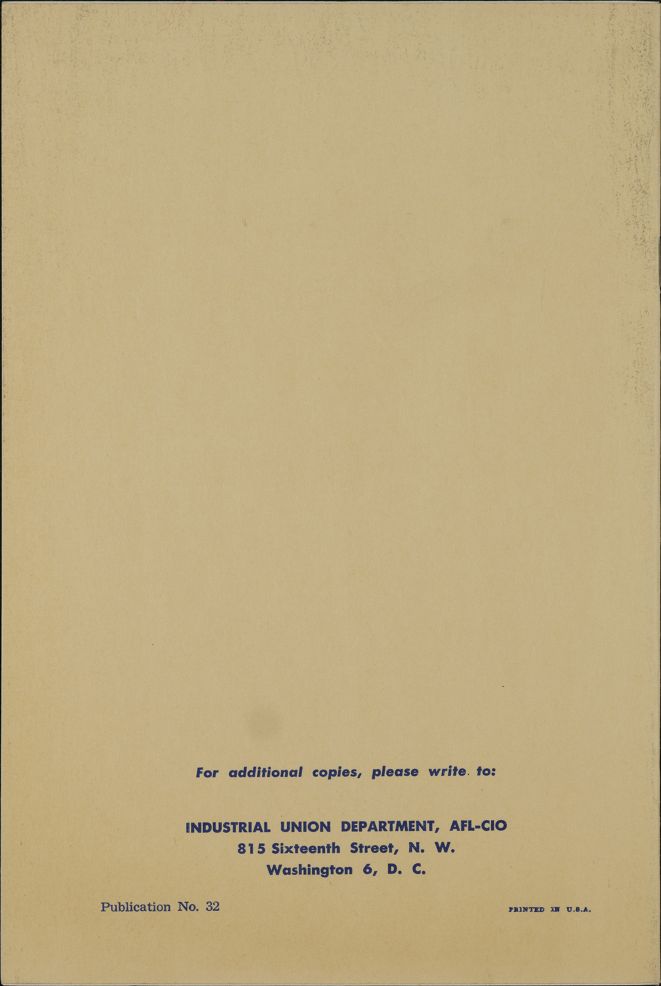 For additional copies, please write to:
INDUSTRIAL UNION DEPARTMENT, AFL-CIO
815 Sixteenth Street, N. W.
Washington 6, D. C.
Publication No. 32
PRINTED IN U.S.A.